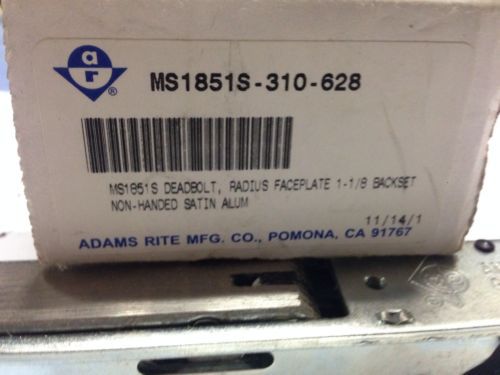 ar®
MS1851S-310-628
MS1851S DEADBOLT, RADIUS FACEPLATE 1-1/8 BACKSET
NON-HANDED SATIN ALUM
11/14/1
ADAMS RITE MFG. CO., POMONA, CA 91767